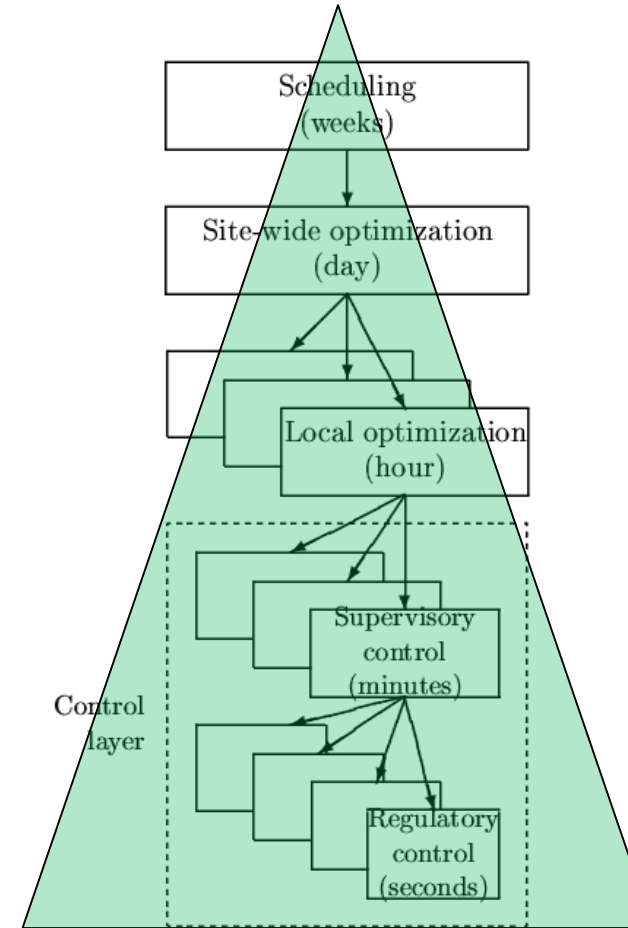 Scheduling
(weeks)
Site-wide optimization
(day)
Local optimization
(hour)
Supervisory
control
(minutes)
Control
layer
Regulatory
control
(seconds)